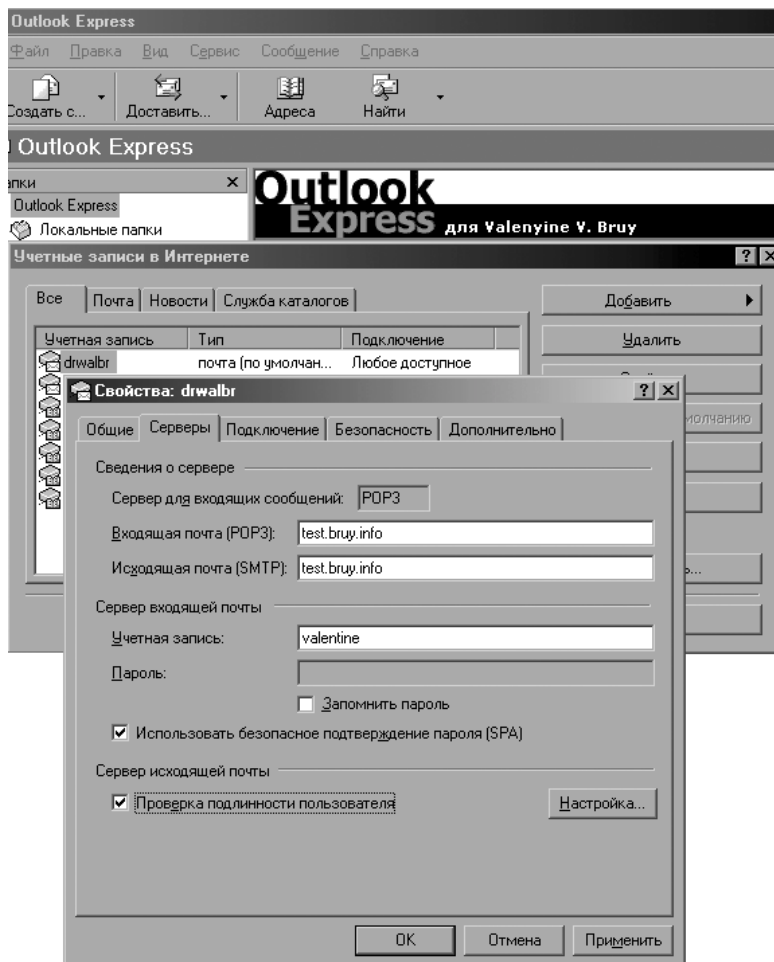 Outlook Express
Файл Правка Вид Сервис Сообщение Справка
Создать с... Доставить... Адреса Найти
Outlook Express
Outlook Express
Outlook
Express для Valenyine V. Bruy
Локальные папки
Учетные записи в Интернете
Все Почта Новости Служба каталогов Добавить
Учетная запись Тип Подключение Удалить
drwalbr почта (по умолчан... Любое доступное
Свойства: drwalbr
Общие Серверы Подключение Безопасность Дополнительно
Сведения о сервере
Сервер для входящих сообщений: POP3
Входящая почта (POP3): test.bruy.info
Исходящая почта (SMTP): test.bruy.info
Сервер входящей почты
Учетная запись: valentine
Пароль:
Запомнить пароль
Использовать безопасное подтверждение пароля (SPA)
Сервер исходящей почты
Проверка подлинности пользователя Настройка...
OK Отмена Применить